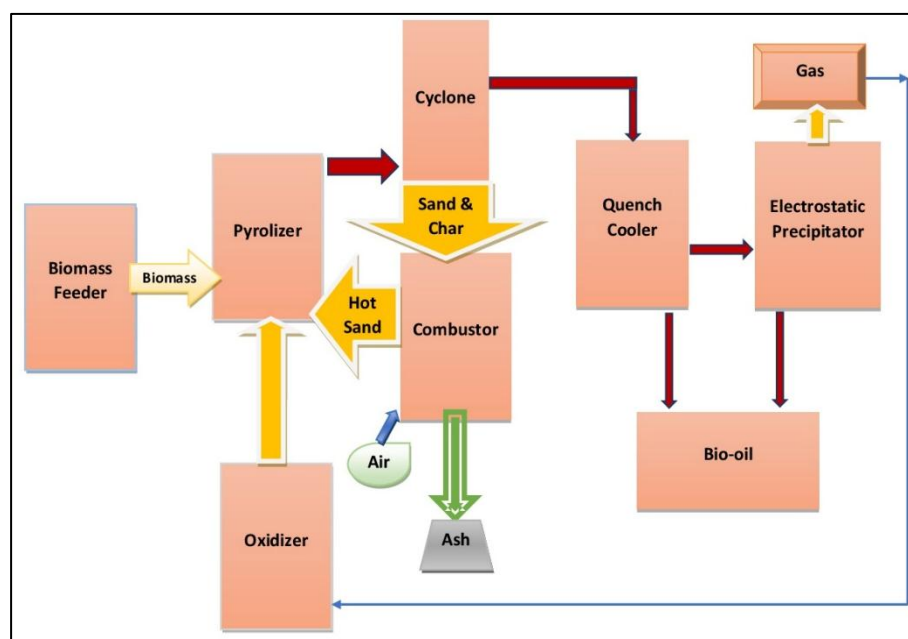 Gas
Cyclone
Sand &
Char
Pyrolizer
Quench
Cooler
Electrostatic
Precipitator
Biomass
Feeder
Biomass
Hot
Sand
Combustor
Air
Bio-oil
Oxidizer
Ash